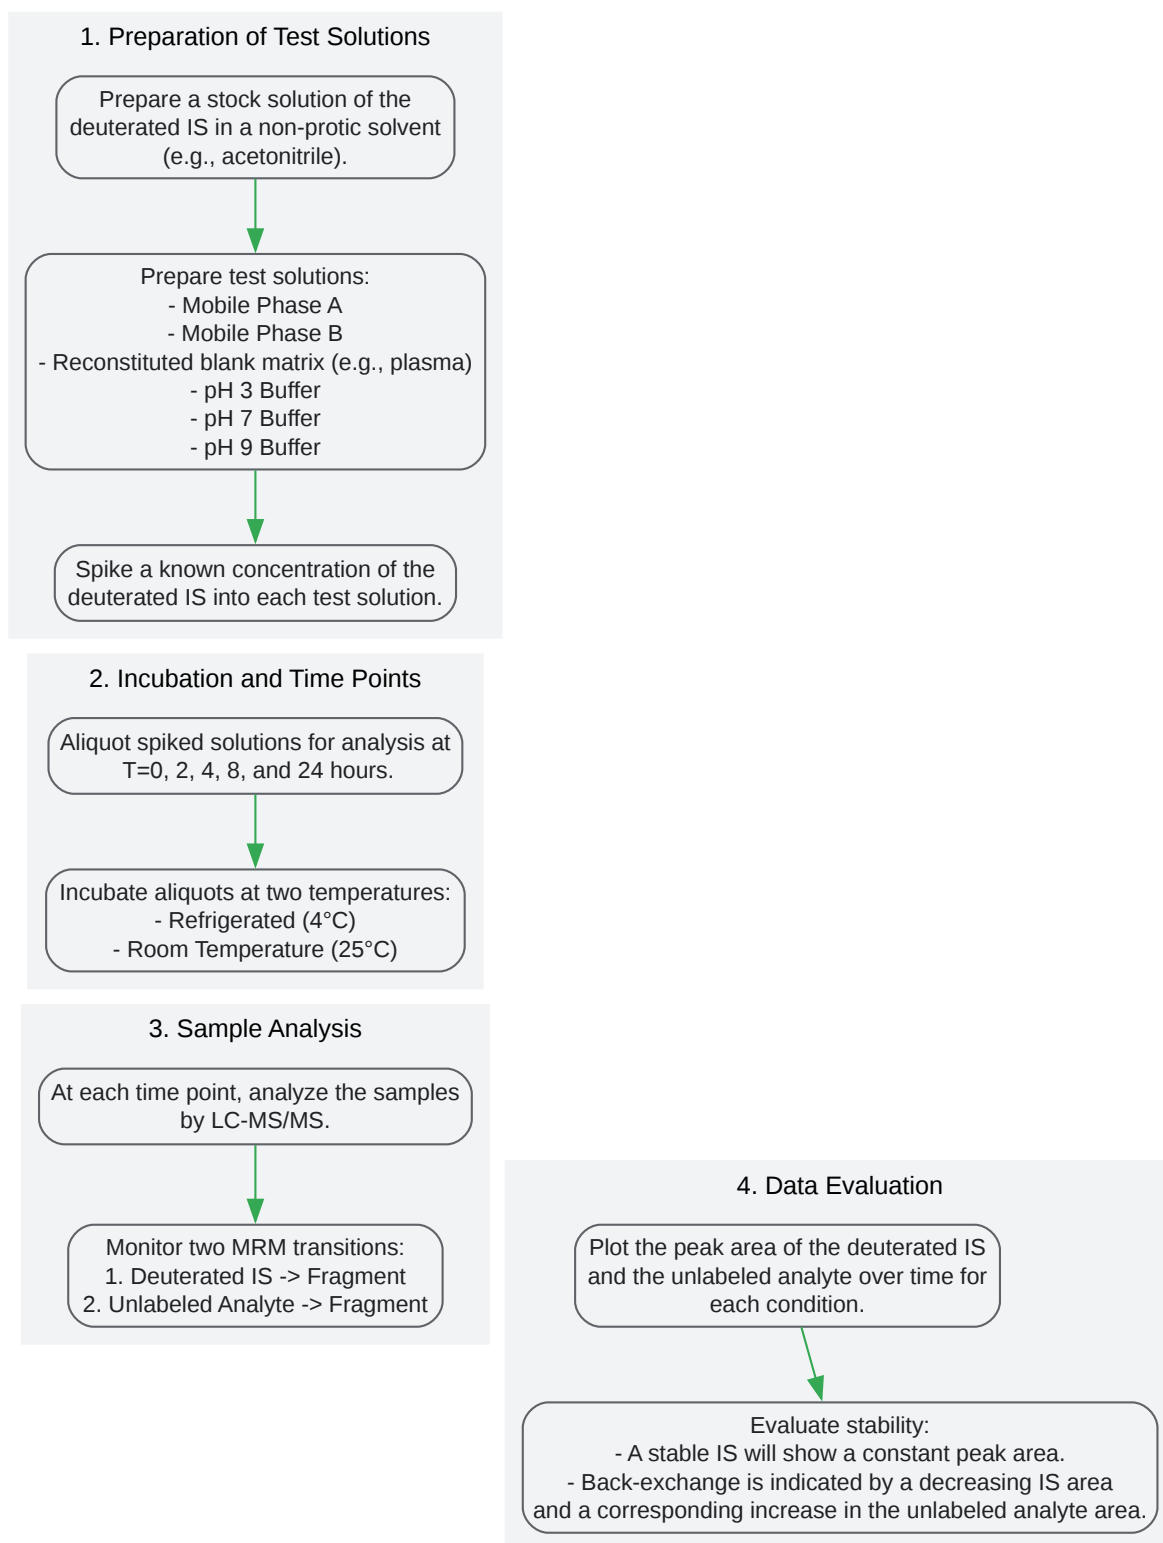 1. Preparation of Test Solutions
Prepare a stock solution of the
deuterated IS in a non-protic solvent
(e.g., acetonitrile).
Prepare test solutions:
- Mobile Phase A
- Mobile Phase B
- Reconstituted blank matrix (e.g., plasma)
- pH 3 Buffer
- pH 7 Buffer
- pH 9 Buffer
Spike a known concentration of the
deuterated IS into each test solution.
2. Incubation and Time Points
Aliquot spiked solutions for analysis at
T=0, 2, 4, 8, and 24 hours.
Incubate aliquots at two temperatures:
- Refrigerated (4°C)
- Room Temperature (25°C)
3. Sample Analysis
At each time point, analyze the samples
by LC-MS/MS.
Monitor two MRM transitions:
1. Deuterated IS -> Fragment
2. Unlabeled Analyte -> Fragment
4. Data Evaluation
Plot the peak area of the deuterated IS
and the unlabeled analyte over time for
each condition.
Evaluate stability:
- A stable IS will show a constant peak area.
- Back-exchange is indicated by a decreasing IS area
and a corresponding increase in the unlabeled analyte area.